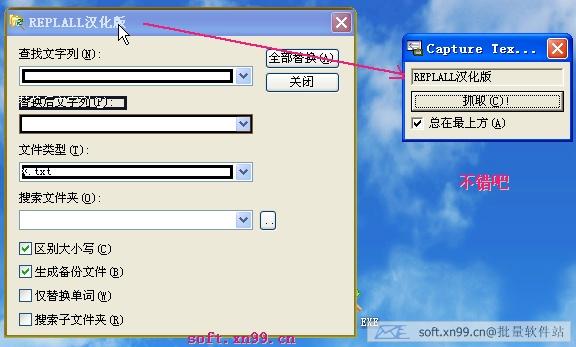 REPLALL汉化版
查找文字列(N):
全部替换(A)
关闭
替换后文字列(P):
文件类型(T):
*.txt
搜索文件夹(O):
..
区别大小写(C)
生成备份文件(B)
仅替换单词(W)
搜索子文件夹(R)
soft.xn99.cn
EXE
Capture Tex...
REPLALL汉化版
抓取(C)!
总在最上方(A)
不错吧
soft.xn99.cn@批量软件站